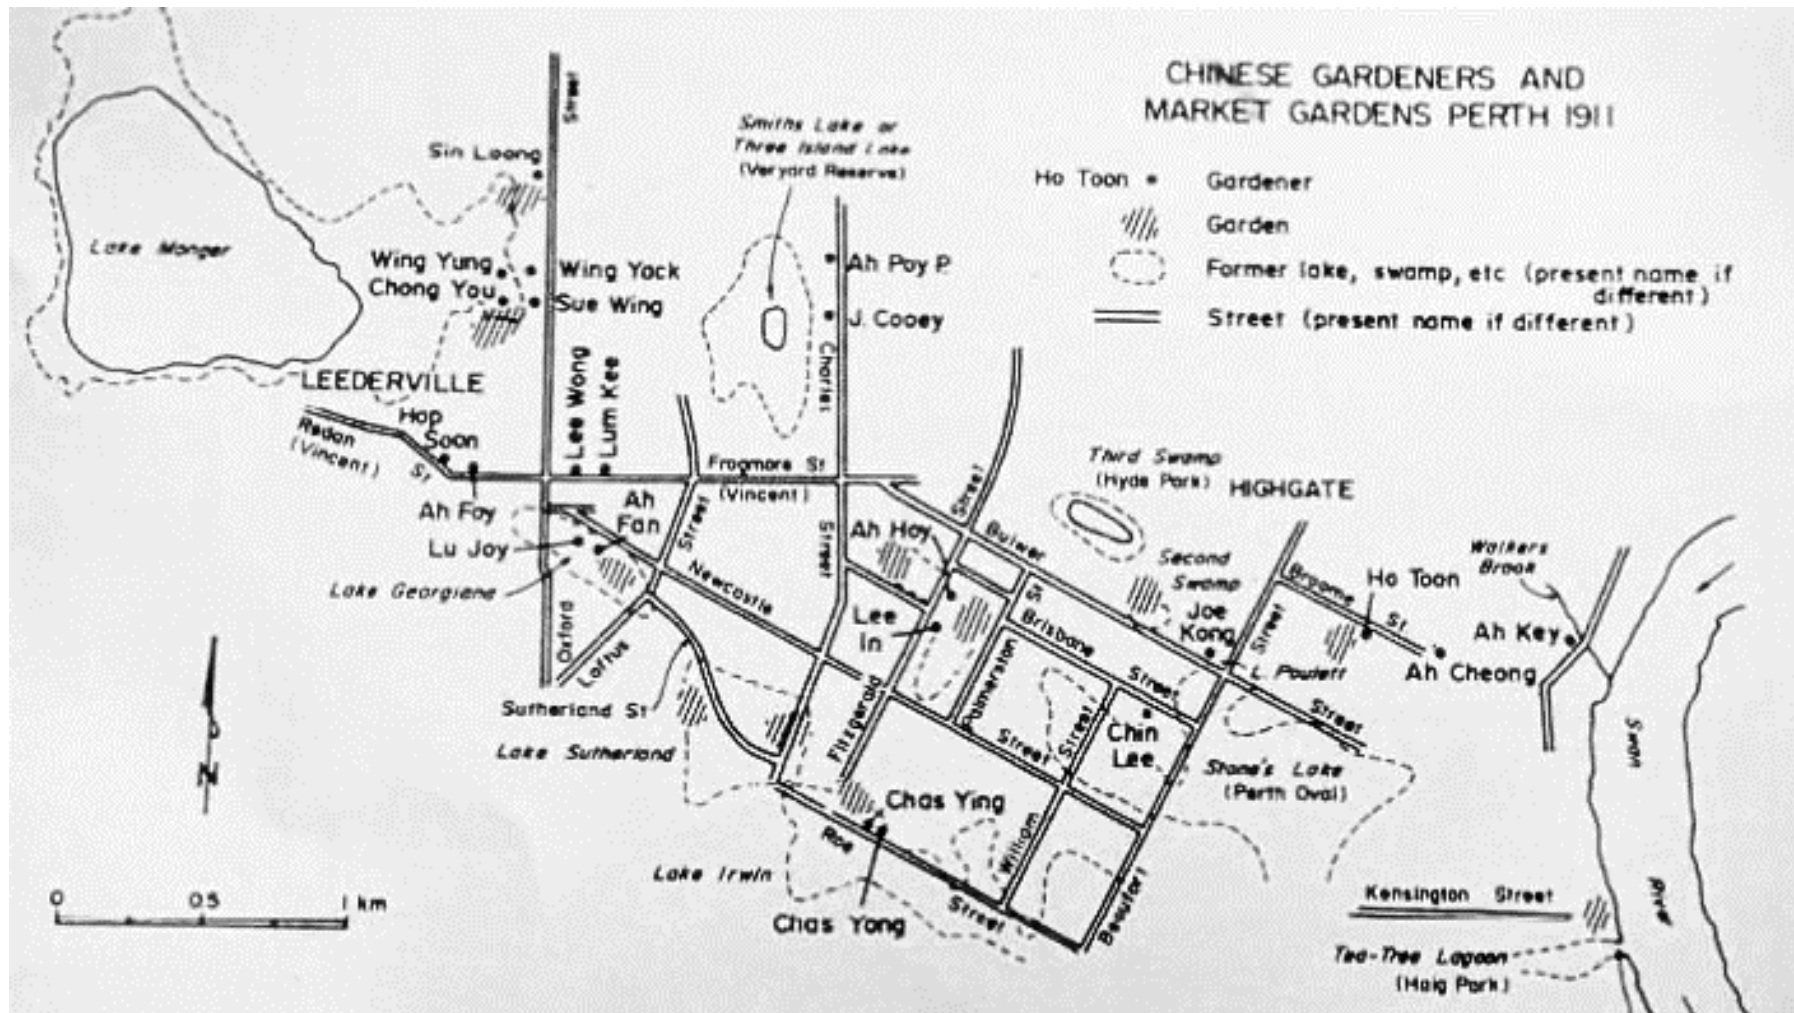 CHINESE GARDENERS AND
MARKET GARDENS PERTH 1911
Ho Toon
Gardener
Garden
Former lake, swamp, etc (present name if
different)
Street (present name if different)
Street
Sin Loong
Smiths Lake or
Three Island Lake
(Veryard Reserve)
Lake Monger
Wing Yung
Wing Yack
Chong You
Sue Wing
Ah Poy P.
J. Cooey
Charles
LEEDERVILLE
Lee Wong
Lum Kee
Hop
Soon
Redan
(Vincent)
St
Frogmore St
(Vincent)
Third Swamp
(Hyde Park)
HIGHGATE
Ah Foy
Ah
Fan
Street
Street
Ah Hoy
Street
Bulwer
Lu Joy
Lake Georgiana
Newcastle
Second
Swamp
Joe
Kong
Broome
St
Ho Toon
Walkers
Brook
Ah Key
Ah Cheong
Street
L. Poulett
Street
Lee
In
St
Brisbane
Street
Palmerston
Oxford
Loftus
Sutherland St
Lake Sutherland
Fitzgerald
Street
Street
Chin
Lee
Stone's Lake
(Perth Oval)
Swan
River
Chas Ying
William
Roe
Street
Beaufort
Lake Irwin
Chas Yong
Kensington Street
Tea-Tree Lagoon
(Haig Park)
0 0.5 1 km
N